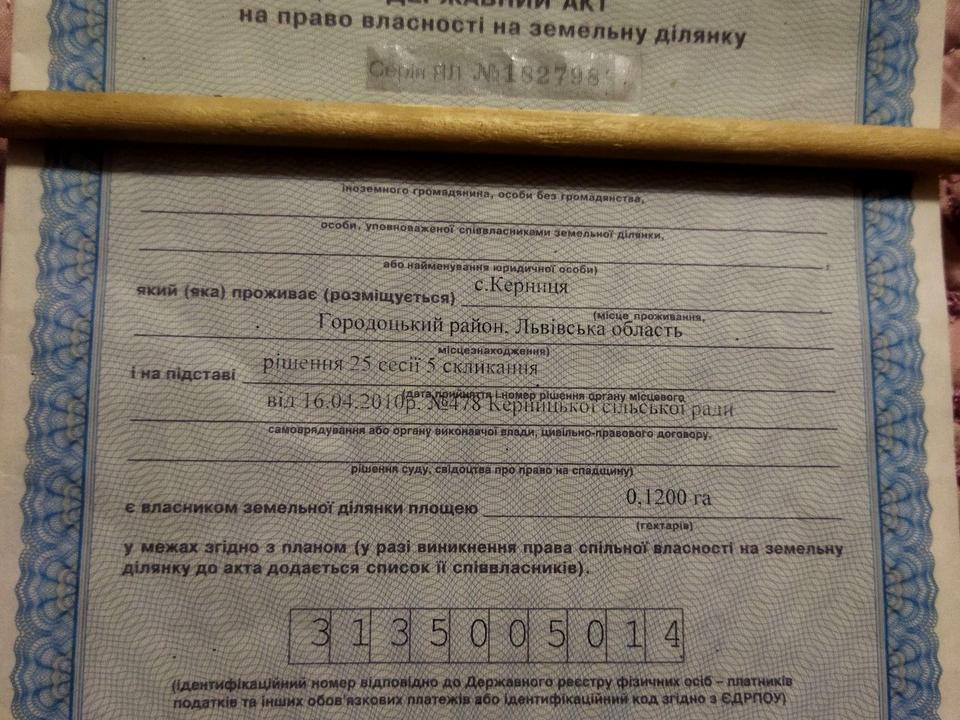 ДЕРЖАВНИЙ АКТ
на право власності на земельну ділянку
Серія ЯЛ №182798
іноземного громадянина, особи без громадянства,
особи, уповноваженої співвласниками земельної ділянки,
або найменування юридичної особи)
який (яка) проживає (розміщується) с.Керниця
(місце проживання,
Городоцький район, Львівська область
місцезнаходження)
і на підставі рішення 25 сесії 5 скликання
(дата прийняття і номер рішення органу місцевого
від 16.04.2010р. №478 Керницької сільської ради
самоврядування або органу виконавчої влади, цивільно-правового договору,
рішення суду, свідоцтва про право на спадщину)
є власником земельної ділянки площею 0,1200 га
(гектарів)
у межах згідно з планом (у разі виникнення права спільної власності на земельну
ділянку до акта додається список її співвласників).
3 1 3 5 0 0 5 0 1 4
(ідентифікаційний номер відповідно до Державного реєстру фізичних осіб – платників
податків та інших обов'язкових платежів або ідентифікаційний код згідно з ЄДРПОУ)